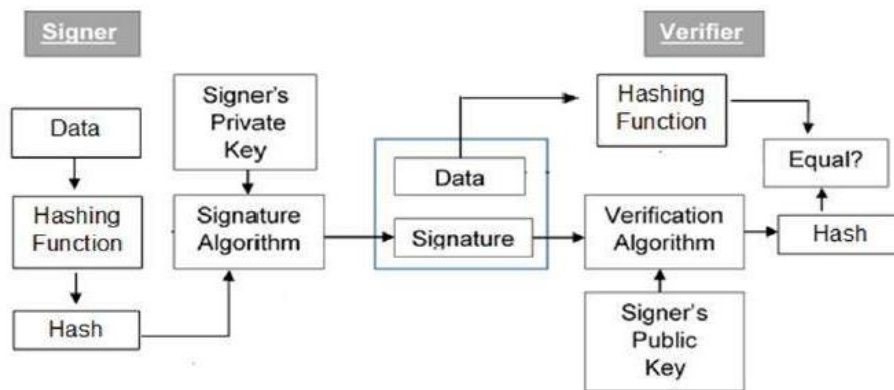 Signer
Verifier
Data
Hashing
Function
Hash
Signer's
Private
Key
Signature
Algorithm
Data
Signature
Hashing
Function
Verification
Algorithm
Signer's
Public
Key
Equal?
Hash